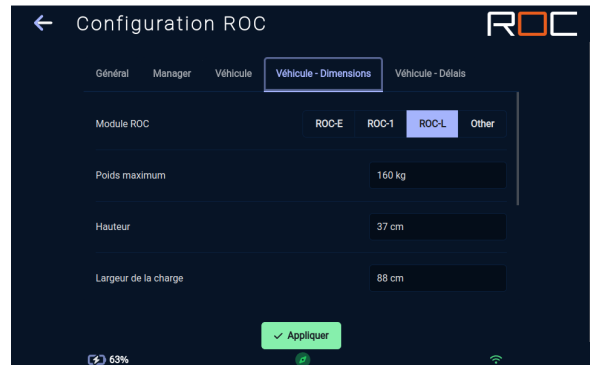 Configuration ROC
ROC
Général Manager Véhicule Véhicule - Dimensions Véhicule - Délais
Module ROC ROC-E ROC-1 ROC-L Other
Poids maximum 160 kg
Hauteur 37 cm
Largeur de la charge 88 cm
Appliquer
63%